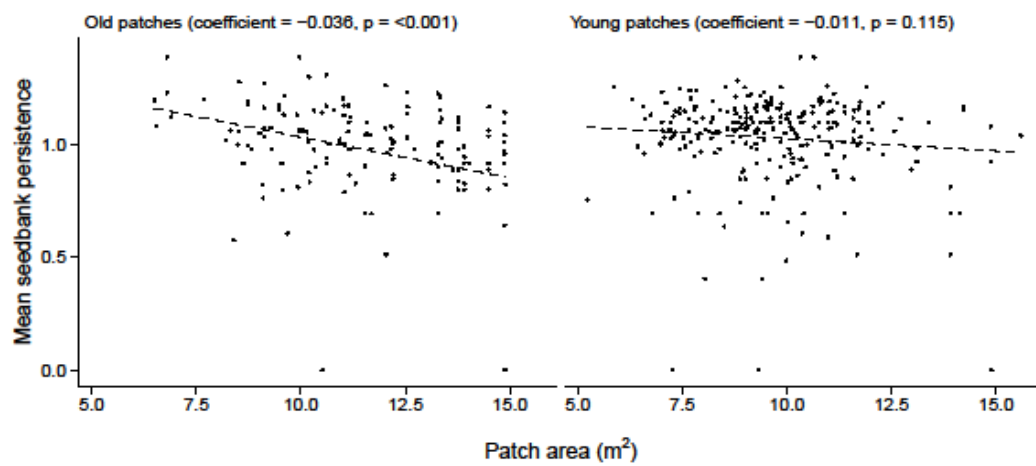 Old patches (coefficient = −0.036, p = <0.001)
Young patches (coefficient = −0.011, p = 0.115)
Mean seedbank persistence
1.0
0.5
0.0
5.0 7.5 10.0 12.5 15.0
5.0 7.5 10.0 12.5 15.0
Patch area (m²)